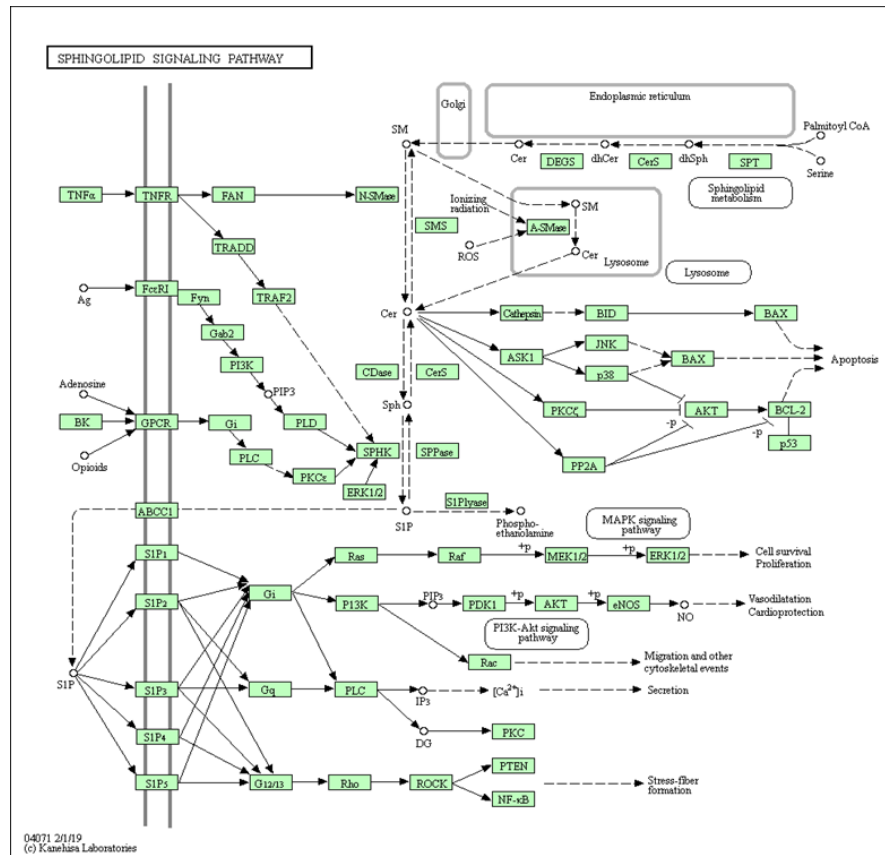 SPHINGOLIPID SIGNALING PATHWAY
Golgi
Endoplasmic reticulum
Palmitoyl CoA
SM
Cer
dhCer
dhSph
DEGS
CerS
SPT
Serine
Sphingolipid
metabolism
TNFα
TNFR
FAN
N-SMase
Ionizing
radiation
SM
SMS
A-SMase
ROS
Cer
Lysosome
Lysosome
TRADD
Ag
FcεRI
Fyn
TRAF2
Gab2
PI3K
PIP3
PLD
Cer
Cathepsin
BID
BAX
ASK1
JNK
p38
BAX
Apoptosis
CDase
CerS
Adenosine
BK
GPCR
Gi
Opioids
PLC
PKCε
SPHK
ERK1/2
Sph
SPPase
PKCζ
AKT
BCL-2
-p
-p
p53
PP2A
ABCC1
S1P
S1Plyase
Phospho-
ethanolamine
MAPK signaling
pathway
S1P1
S1P2
S1P
S1P3
S1P4
S1P5
Gi
Gq
G12/13
Ras
Raf
+p
MEK1/2
+p
ERK1/2
Cell survival
Proliferation
P13K
PIP3
PDK1
+p
AKT
+p
eNOS
NO
Vasodilatation
Cardioprotection
PI3K-Akt signaling
pathway
Rac
Migration and other
cytoskeletal events
PLC
IP3
[Ca2+]i
Secretion
DG
PKC
Rho
ROCK
PTEN
NF-κB
Stress-fiber
formation
04071 2/1/19
(c) Kanehisa Laboratories